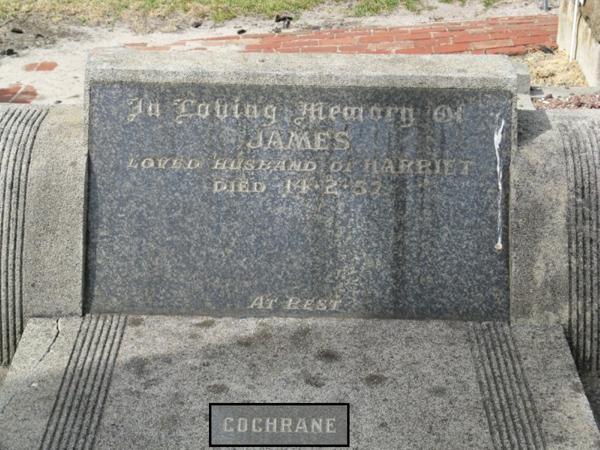 In Loving Memory Of
JAMES
LOVED HUSBAND OF HARRIET
DIED 14·2·57
AT REST
COCHRANE